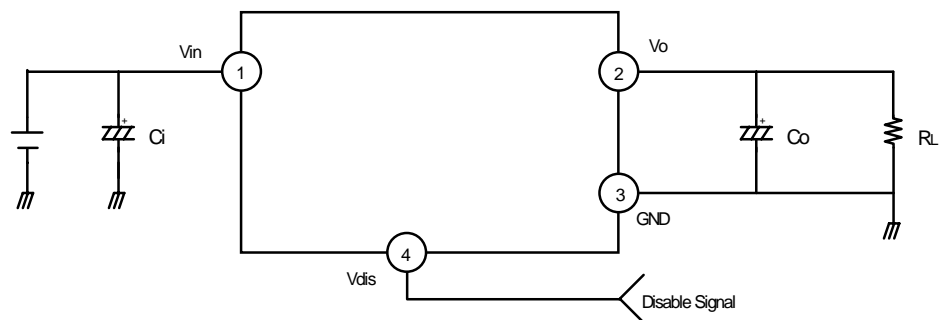 Vin
1
2
Vo
+
Ci
+
Co
RL
3
GND
4
Vdis
Disable Signal